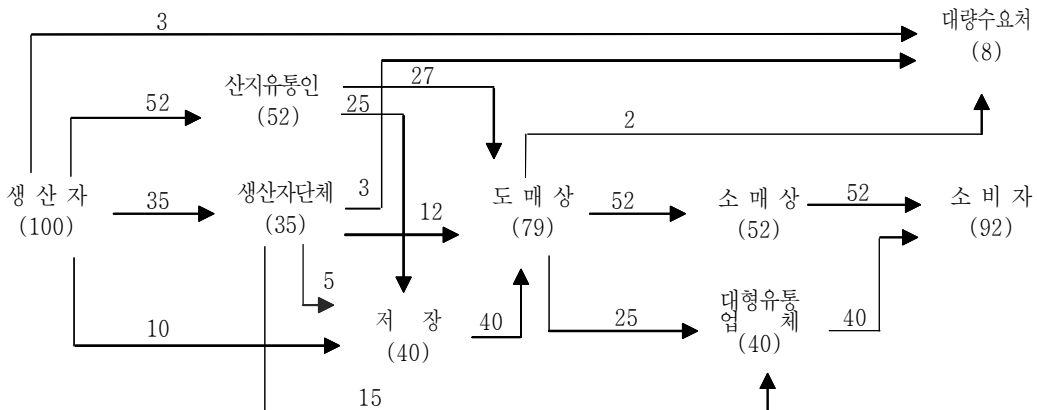 3
대량수요처
(8)
산지유통인
(52)
27
25
52
2
생 산 자
(100)
35
생산자단체
(35)
3
12
도 매 상
(79)
52
소 매 상
(52)
52
소 비 자
(92)
5
10
저 장
(40)
40
25
대형유통
업 체
(40)
40
15